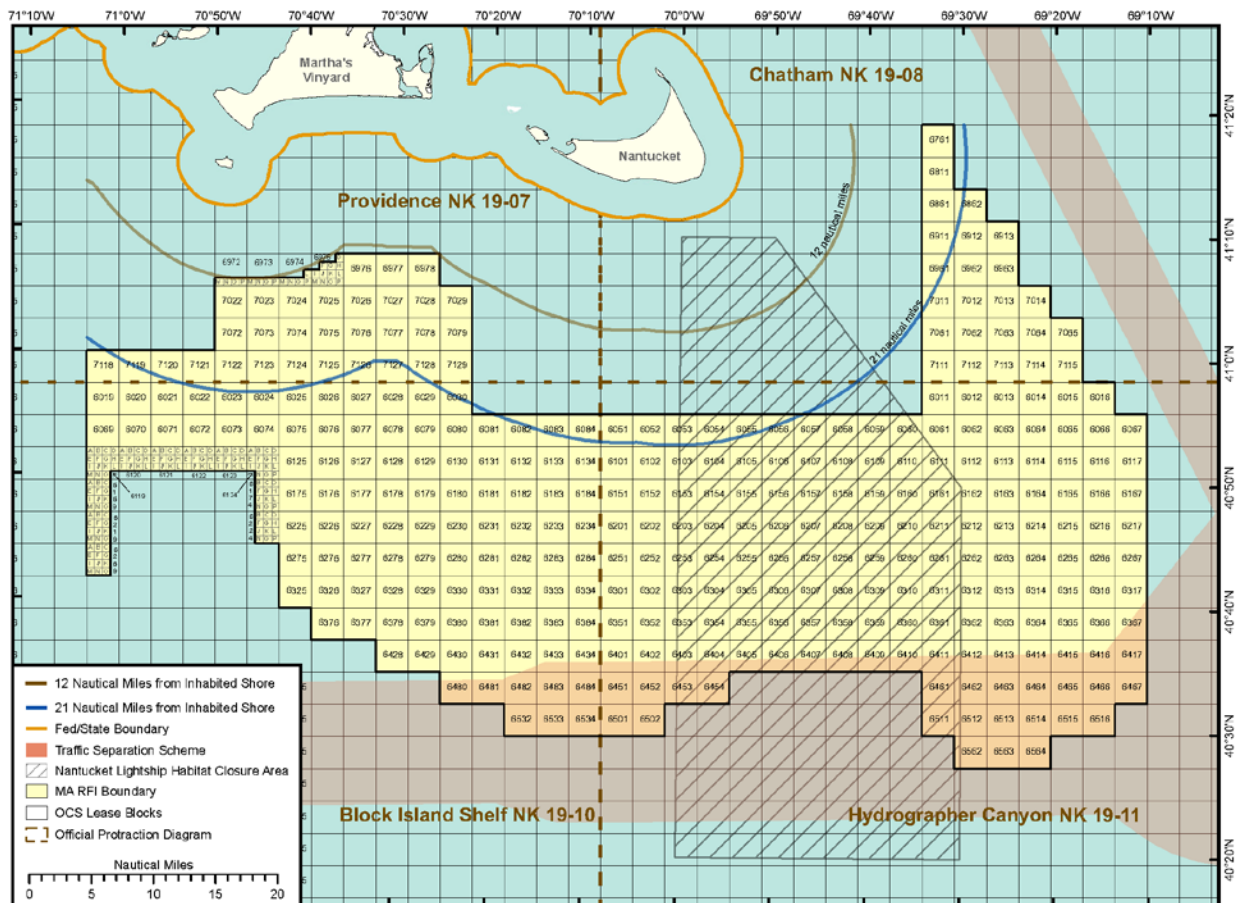 71°10'W 71°0'W 70°50'W 70°40'W 70°30'W 70°20'W 70°10'W 70°0'W 69°50'W 69°40'W 69°30'W 69°20'W 69°10'W
Martha's
Vineyard
Nantucket
Chatham NK 19-08
Providence NK 19-07
12 nautical miles
21 nautical miles
41°20'N
41°10'N
41°0'N
40°50'N
40°40'N
40°30'N
40°20'N
6761
6811
6861 6862
6911 6912 6913
6972 6973 6974
6976 6977 6978 6961 6962 6963
7022 7023 7024 7025 7026 7027 7028 7029 7011 7012 7013 7014
7072 7073 7074 7075 7076 7077 7078 7079 7061 7062 7063 7064 7065
7118 7119 7120 7121 7122 7123 7124 7125 7126 7127 7128 7129 7111 7112 7113 7114 7115
6019 6020 6021 6022 6023 6024 6025 6026 6027 6028 6029 6030 6011 6012 6013 6014 6015 6016
6069 6070 6071 6072 6073 6074 6075 6076 6077 6078 6079 6080 6081 6082 6083 6084 6051 6052 6053 6054 6055 6056 6057 6058 6059 6060 6061 6062 6063 6064 6065 6066 6067
6125 6126 6127 6128 6129 6130 6131 6132 6133 6134 6101 6102 6103 6104 6105 6106 6107 6108 6109 6110 6111 6112 6113 6114 6115 6116 6117
6120 6121 6122 6123
6119 6124
6175 6176 6177 6178 6179 6180 6181 6182 6183 6184 6151 6152 6153 6154 6155 6156 6157 6158 6159 6160 6161 6162 6163 6164 6165 6166 6167
6225 6226 6227 6228 6229 6230 6231 6232 6233 6234 6201 6202 6203 6204 6205 6206 6207 6208 6209 6210 6211 6212 6213 6214 6215 6216 6217
6275 6276 6277 6278 6279 6280 6281 6282 6283 6284 6251 6252 6253 6254 6255 6256 6257 6258 6259 6260 6261 6262 6263 6264 6265 6266 6267
6325 6326 6327 6328 6329 6330 6331 6332 6333 6334 6301 6302 6303 6304 6305 6306 6307 6308 6309 6310 6311 6312 6313 6314 6315 6316 6317
6376 6377 6378 6379 6380 6381 6382 6383 6384 6351 6352 6353 6354 6355 6356 6357 6358 6359 6360 6361 6362 6363 6364 6365 6366 6367
6428 6429 6430 6431 6432 6433 6434 6401 6402 6403 6404 6405 6406 6407 6408 6409 6410 6411 6412 6413 6414 6415 6416 6417
6480 6481 6482 6483 6484 6451 6452 6453 6454 6461 6462 6463 6464 6465 6466 6467
6532 6533 6534 6501 6502 6511 6512 6513 6514 6515 6516
6562 6563 6564
Block Island Shelf NK 19-10
Hydrographer Canyon NK 19-11
12 Nautical Miles from Inhabited Shore
21 Nautical Miles from Inhabited Shore
Fed/State Boundary
Traffic Separation Scheme
Nantucket Lightship Habitat Closure Area
MA RFI Boundary
OCS Lease Blocks
Official Protraction Diagram
Nautical Miles
0 5 10 15 20